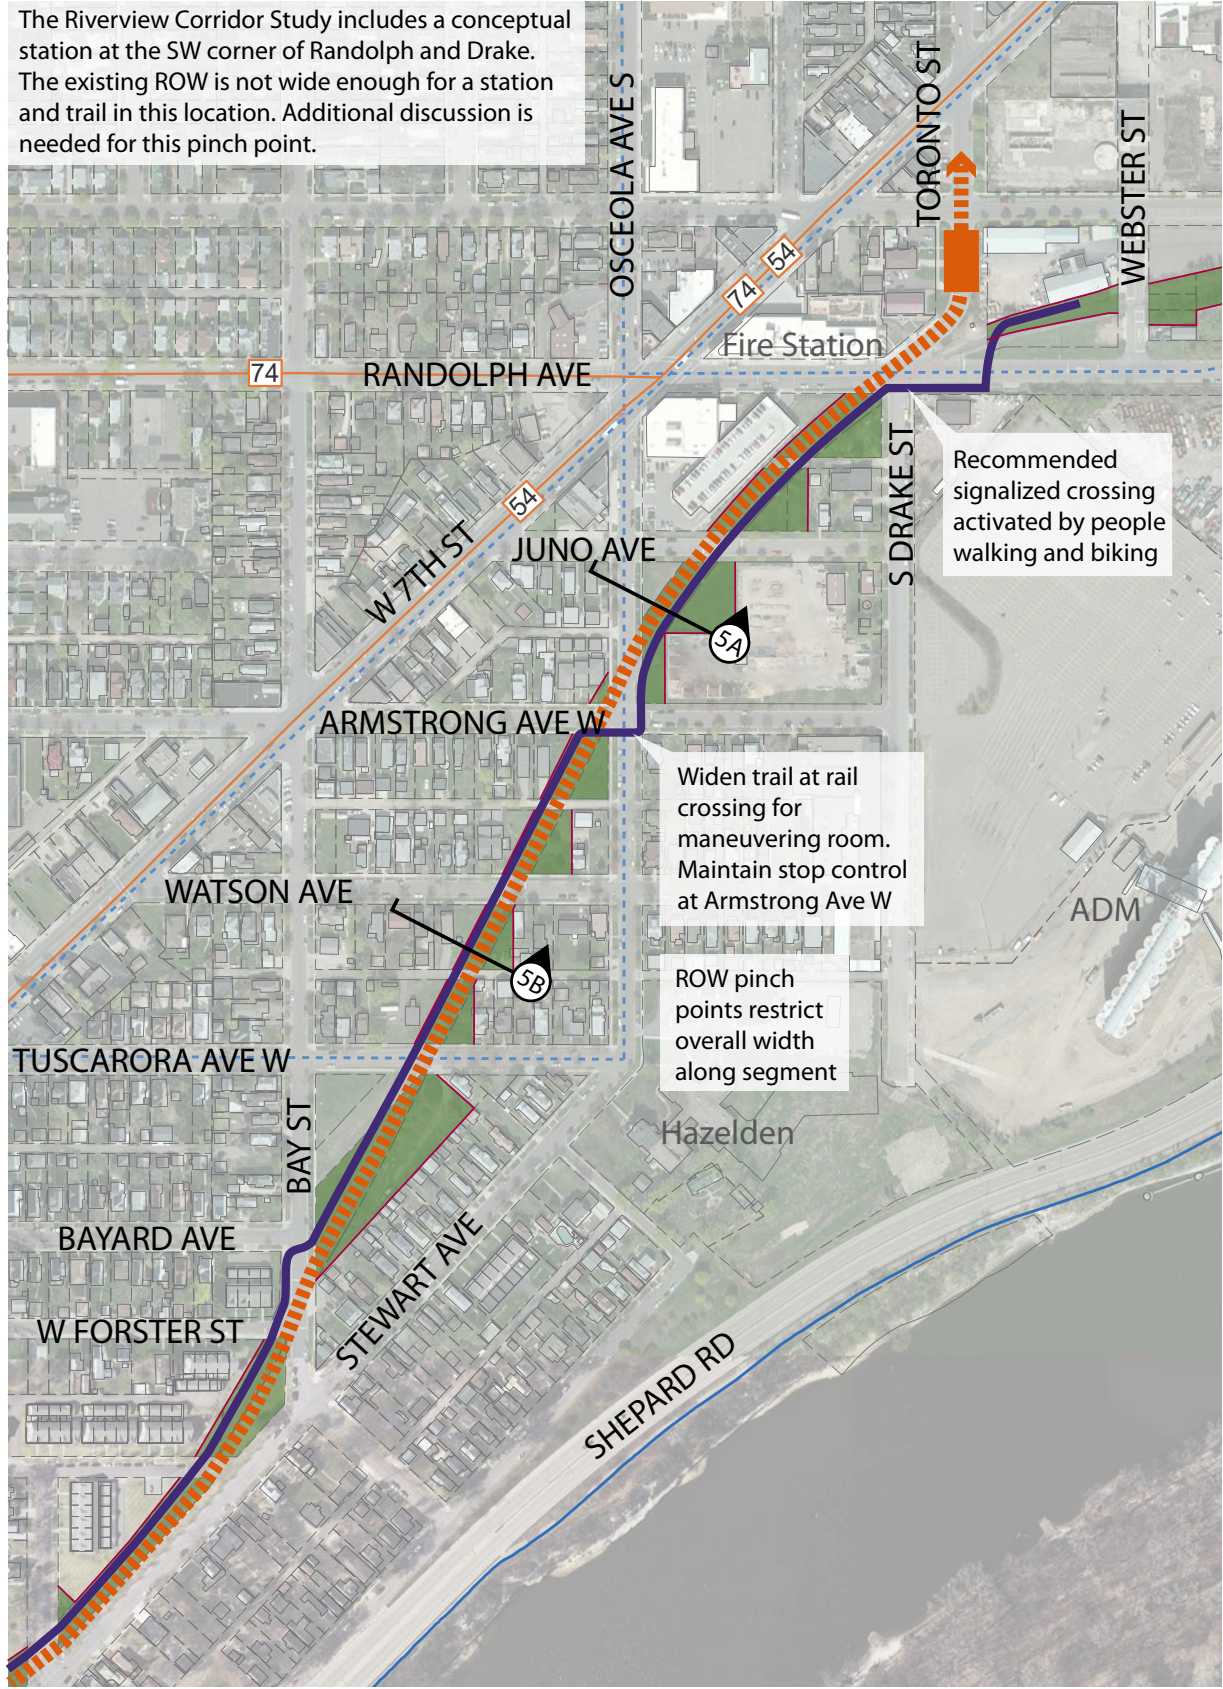 The Riverview Corridor Study includes a conceptual
station at the SW corner of Randolph and Drake.
The existing ROW is not wide enough for a station
and trail in this location. Additional discussion is
needed for this pinch point.
OSCEOLA AVE S
TORONTO ST
WEBSTER ST
54
74
Fire Station
74
RANDOLPH AVE
S DRAKE ST
Recommended
signalized crossing
activated by people
walking and biking
54
W 7TH ST
JUNO AVE
5A
ARMSTRONG AVE W
Widen trail at rail
crossing for
maneuvering room.
Maintain stop control
at Armstrong Ave W
WATSON AVE
ADM
5B
ROW pinch
points restrict
overall width
along segment
TUSCARORA AVE W
BAY ST
Hazelden
BAYARD AVE
STEWART AVE
W FORSTER ST
SHEPARD RD